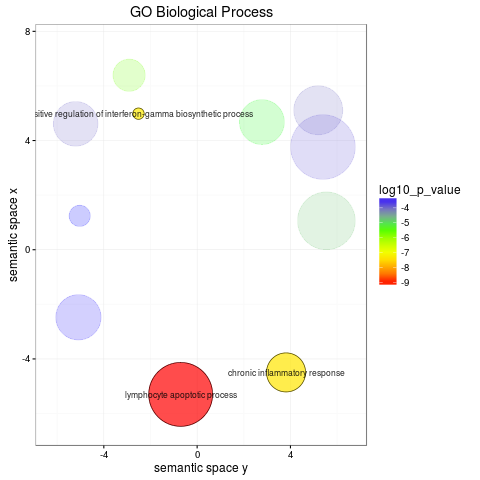 GO Biological Process
8
4
0
-4
semantic space x
sitive regulation of interferon-gamma biosynthetic process
chronic inflammatory response
lymphocyte apoptotic process
-4
0
4
semantic space y
log10_p_value
-4
-5
-6
-7
-8
-9